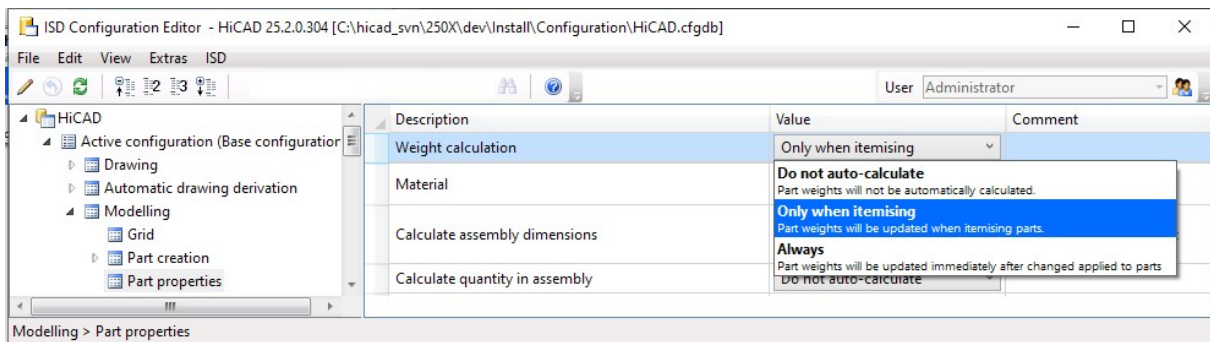 ISD Configuration Editor - HiCAD 25.2.0.304 [C:\hicad_svn\250X\dev\Install\Configuration\HiCAD.cfgdb]
File Edit View Extras ISD
2 3 User Administrator
HiCAD
Active configuration (Base configuration
Drawing
Automatic drawing derivation
Modelling
Grid
Part creation
Part properties
Description Value Comment
Weight calculation Only when itemising
Do not auto-calculate
Part weights will not be automatically calculated.
Material
Only when itemising
Part weights will be updated when itemising parts.
Calculate assembly dimensions
Always
Part weights will be updated immediately after changed applied to parts
Calculate quantity in assembly Do not auto-calculate
Modelling > Part properties